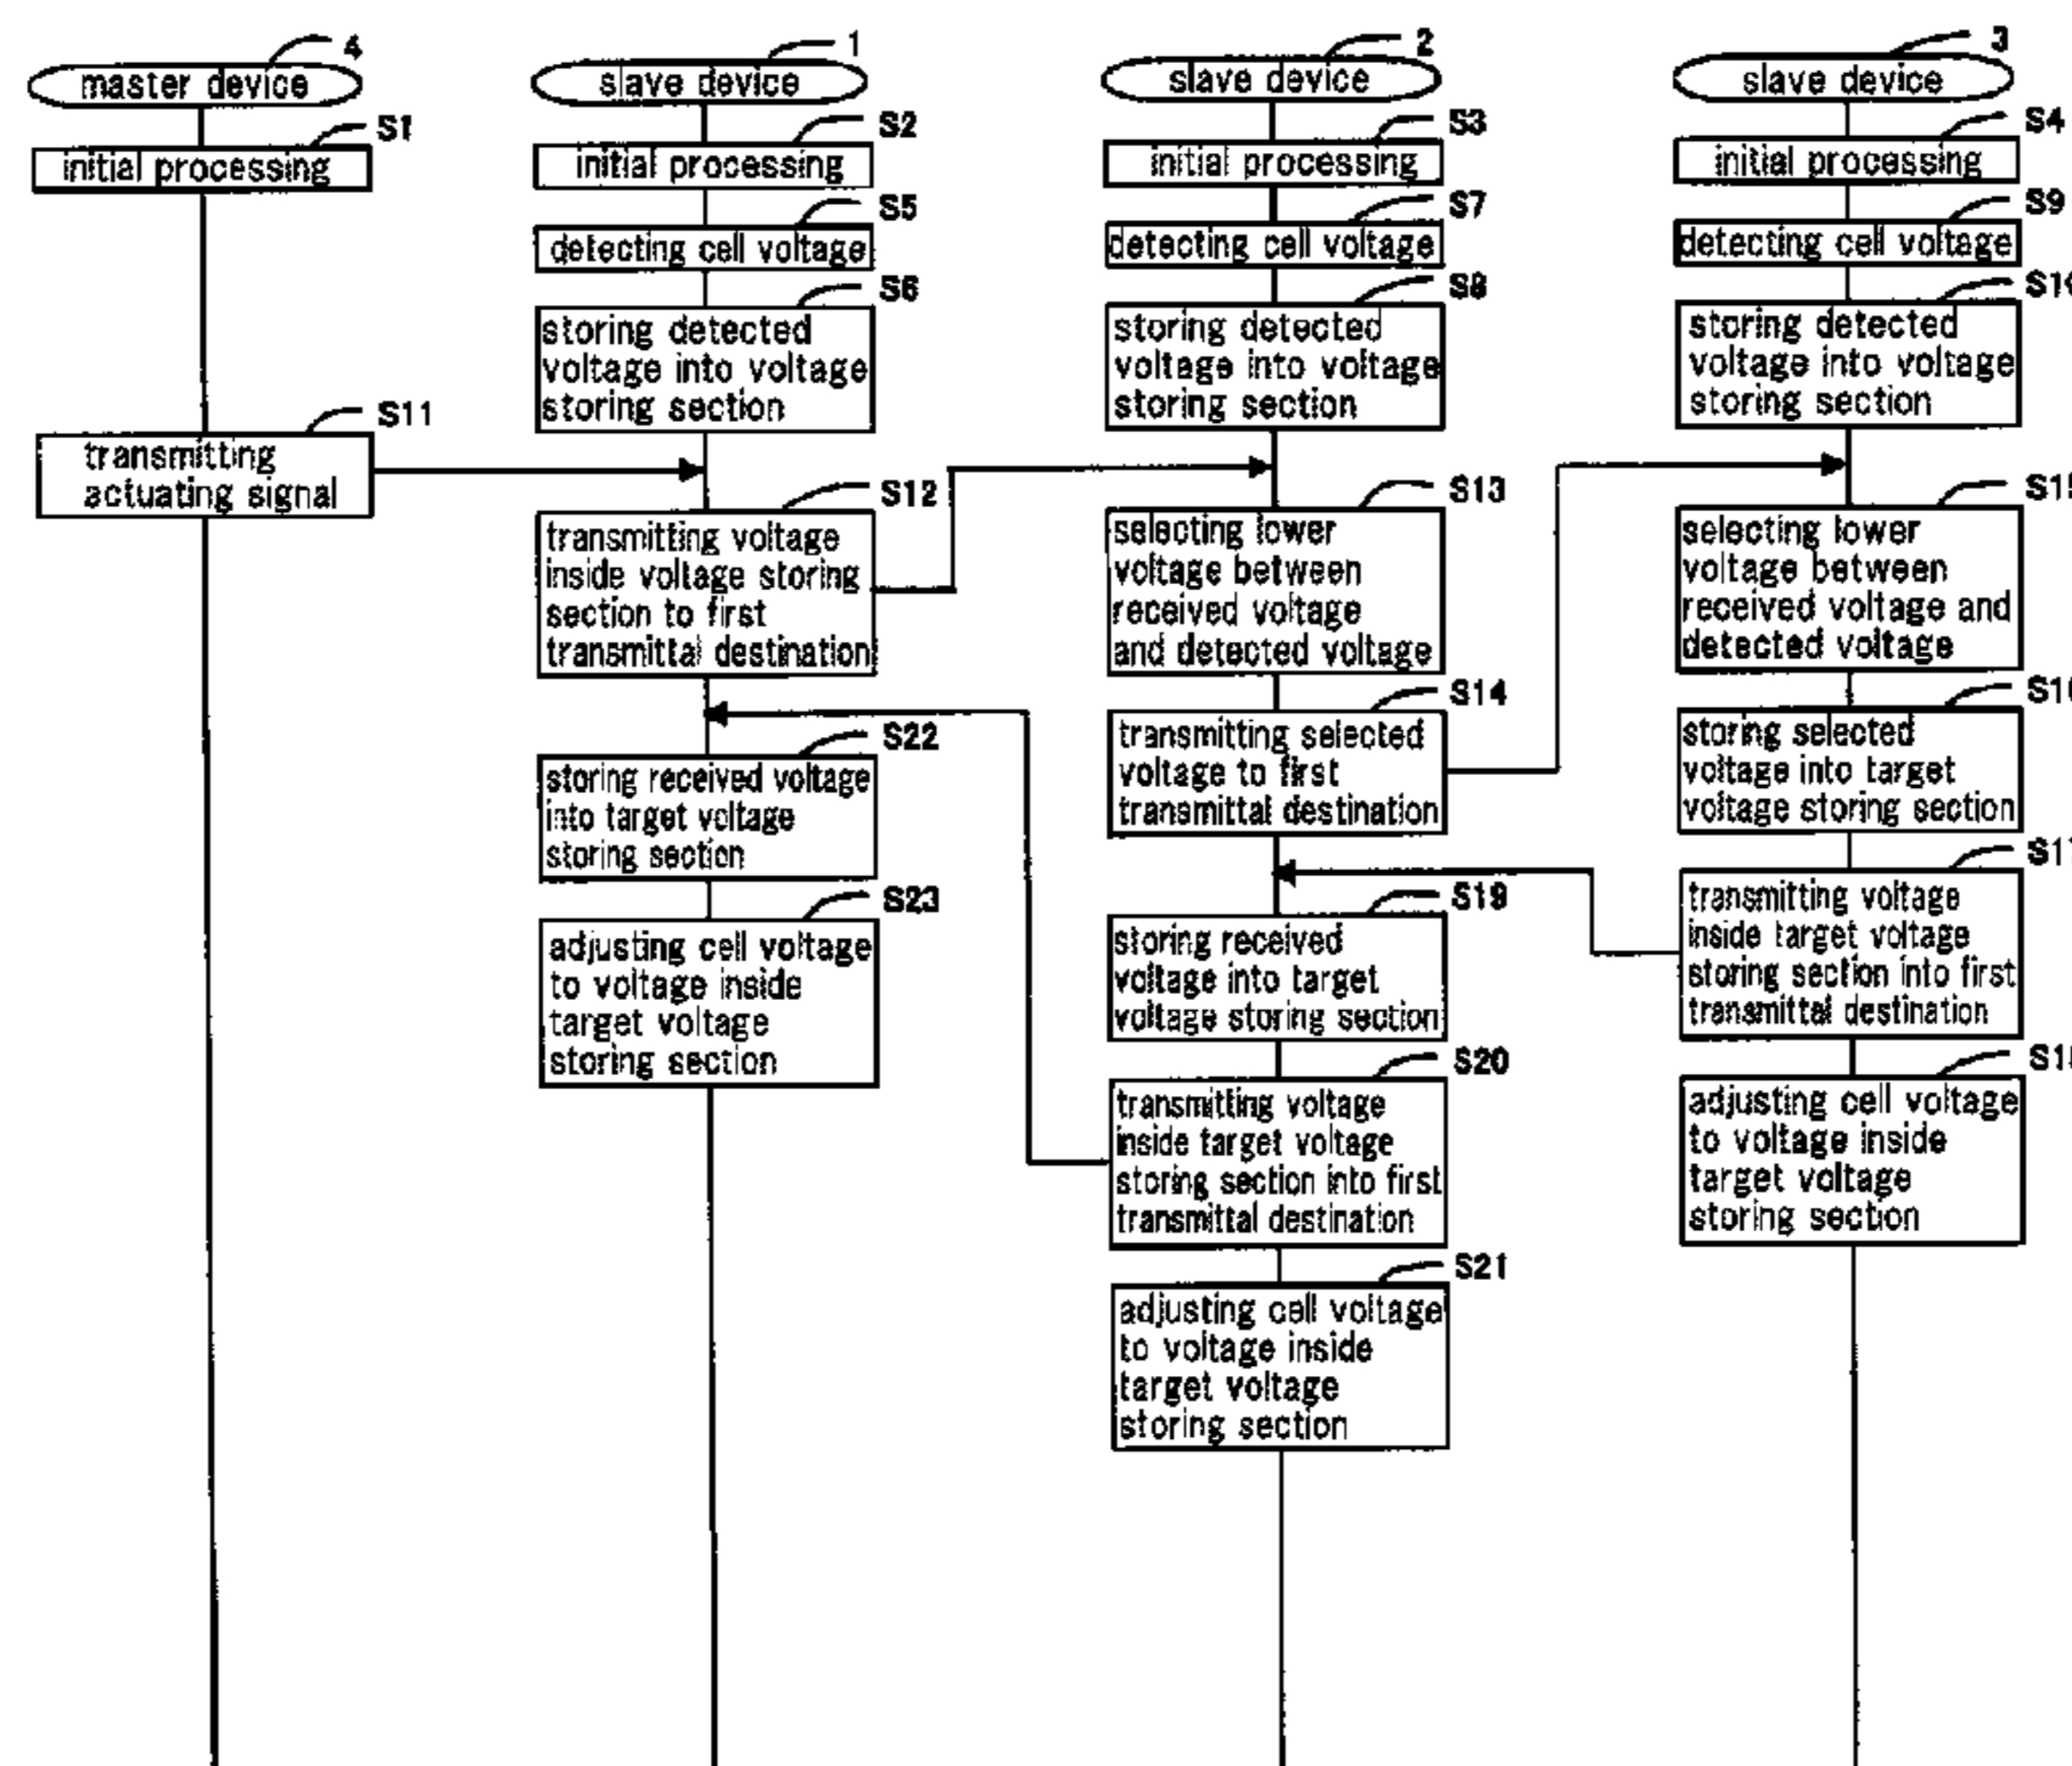 4
master device
S1
initial processing
S11
transmitting
actuating signal
1
slave device
S2
initial processing
S5
detecting cell voltage
S6
storing detected
voltage into voltage
storing section
S12
transmitting voltage
inside voltage storing
section to first
transmittal destination
S22
storing received voltage
into target voltage
storing section
S23
adjusting cell voltage
to voltage inside
target voltage
storing section
2
slave device
S3
initial processing
S7
detecting cell voltage
S8
storing detected
voltage into voltage
storing section
S13
selecting lower
voltage between
received voltage
and detected voltage
S14
transmitting selected
voltage to first
transmittal destination
S19
storing received
voltage into target
voltage storing section
S20
transmitting voltage
inside target voltage
storing section into first
transmittal destination
S21
adjusting cell voltage
to voltage inside
target voltage
storing section
3
slave device
S4
initial processing
S9
detecting cell voltage
storing detected
voltage into voltage
storing section
selecting lower
voltage between
received voltage and
detected voltage
storing selected
voltage into target
voltage storing section
transmitting voltage
inside target voltage
storing section into first
transmittal destination
adjusting cell voltage
to voltage inside
target voltage
storing section